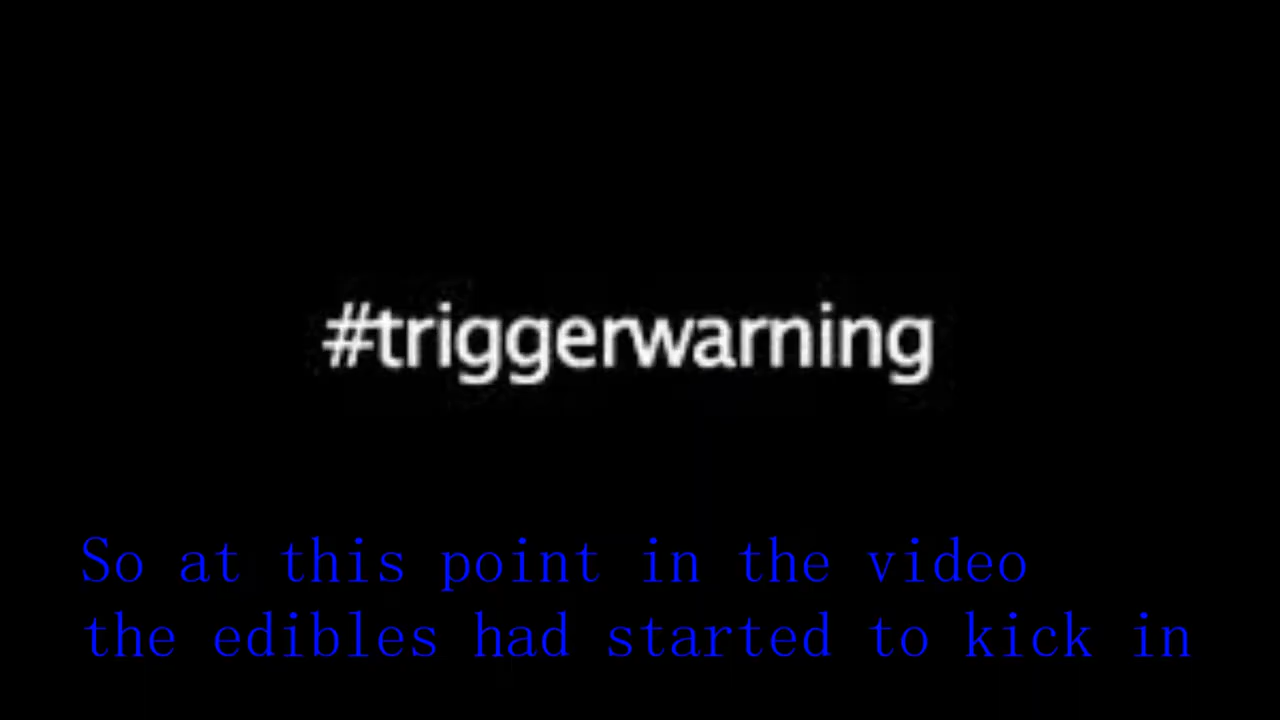 #triggerwarning
So at this point in the video
the edibles had started to kick in